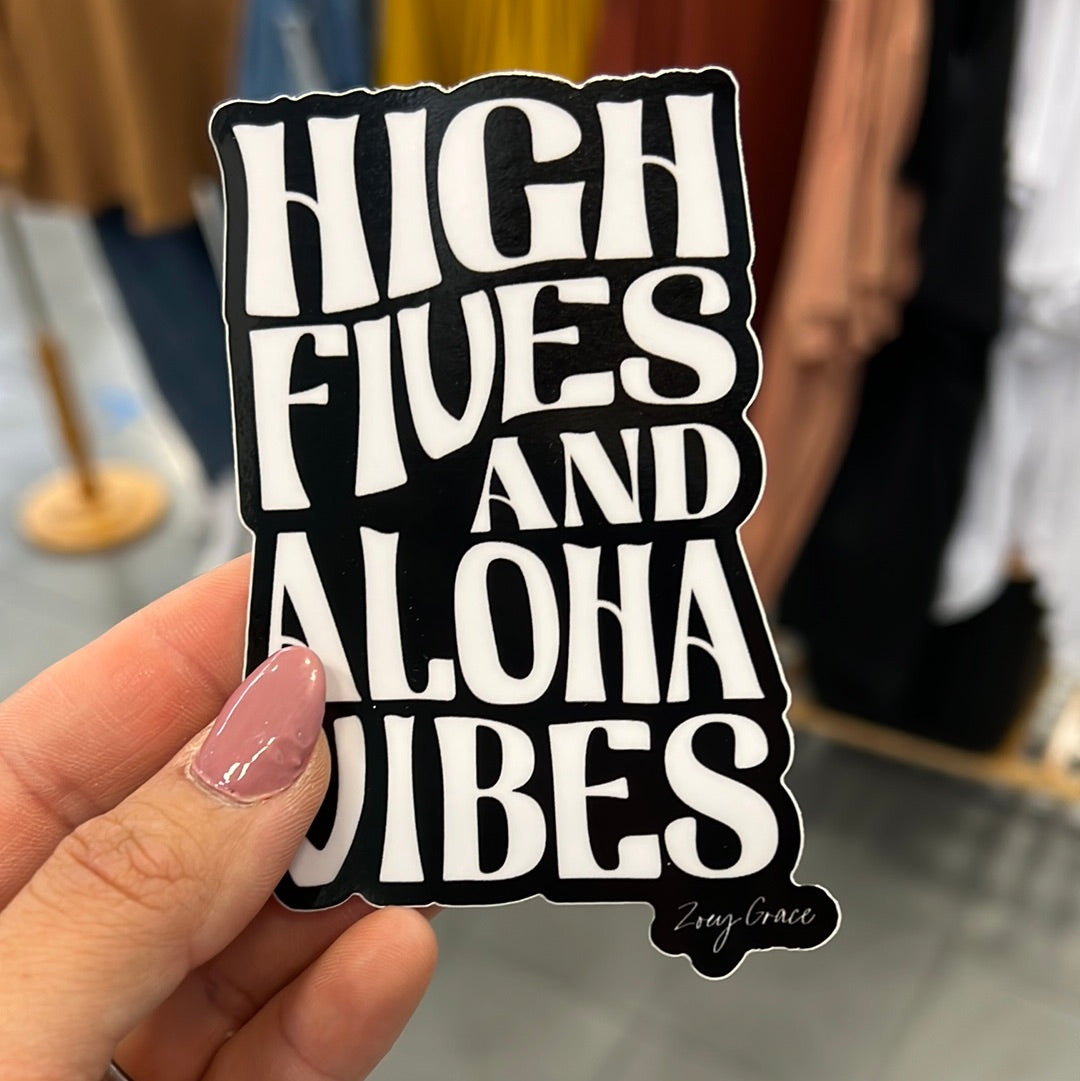 HIGH
FIVES
AND
ALOHA
VIBES
Zoey Grace